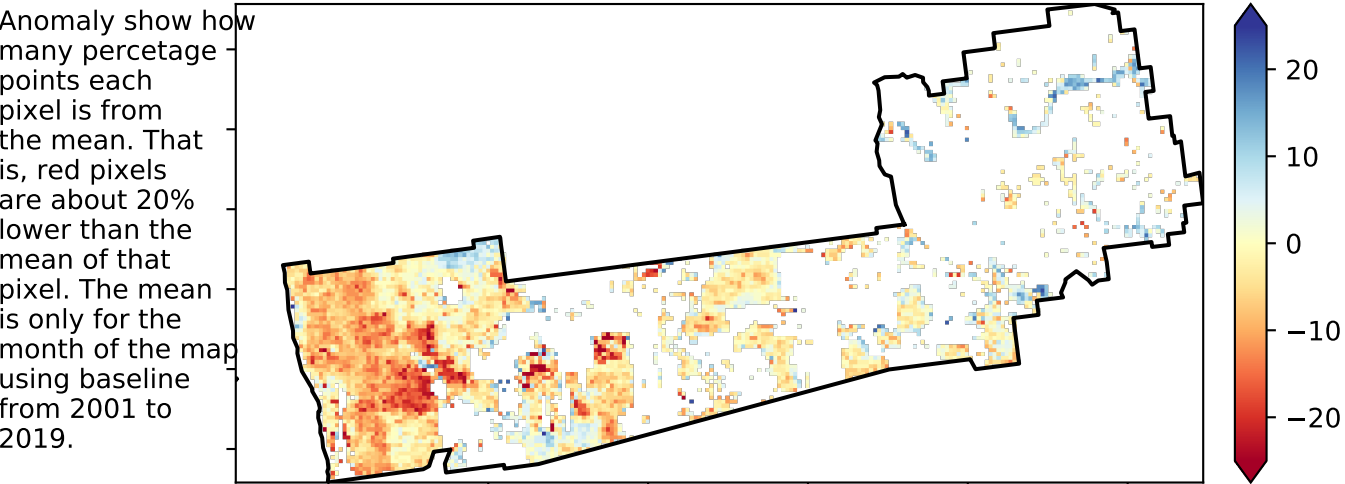 Anomaly show how
many percetage
points each
pixel is from
the mean. That
is, red pixels
are about 20%
lower than the
mean of that
pixel. The mean
is only for the
month of the map
using baseline
from 2001 to
2019.
20
10
0
−10
−20